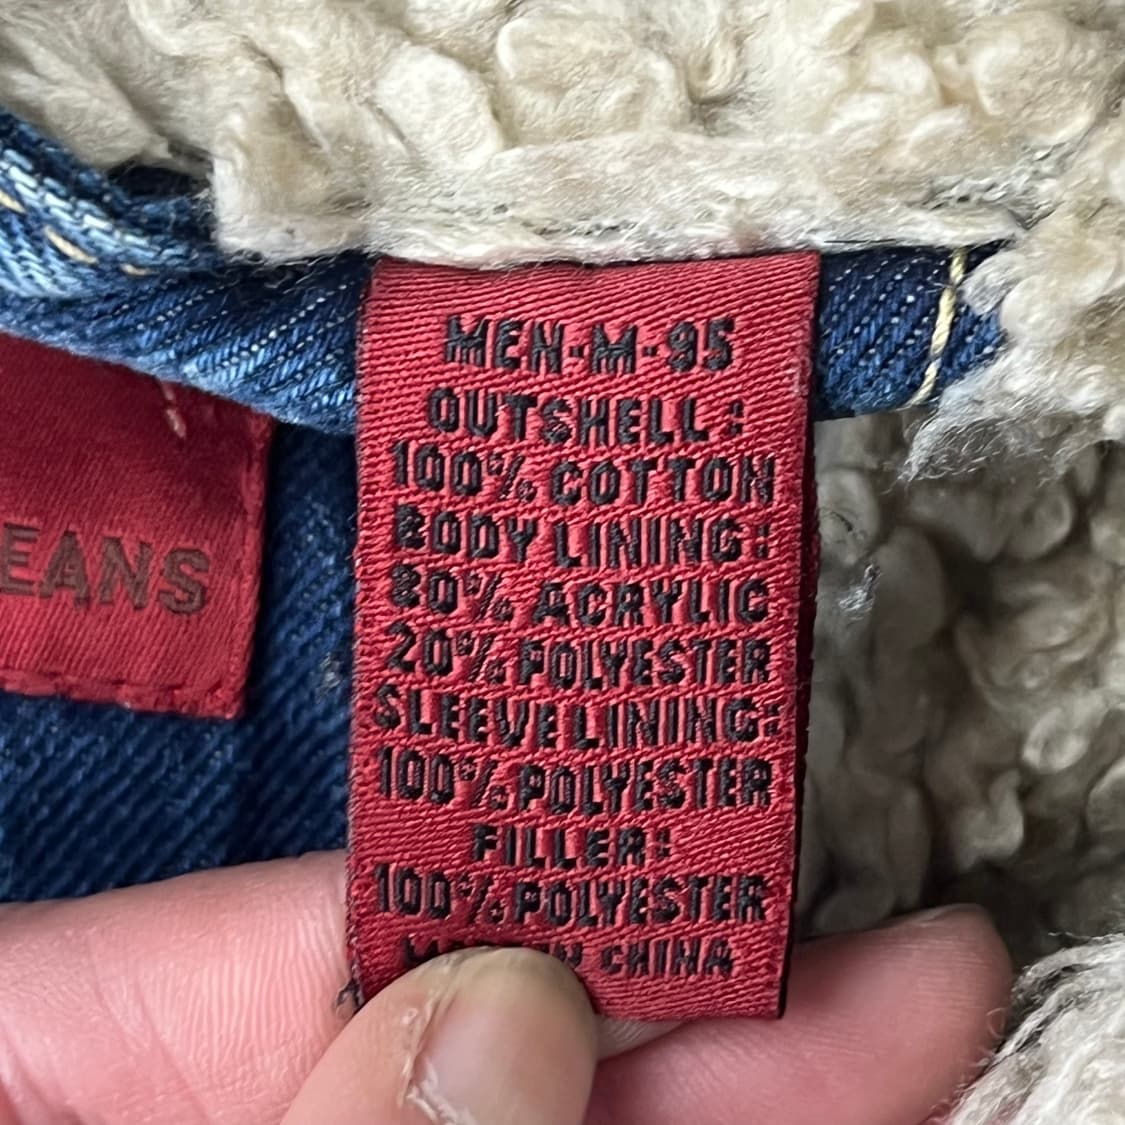 MEN-M-95
OUTSHELL:
100% COTTON
BODY LINING:
80% ACRYLIC
20% POLYESTER
SLEEVE LINING:
100% POLYESTER
FILLER:
100% POLYESTER
IN CHINA
EANS